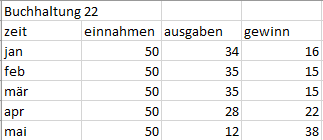 Buchhaltung 22
zeit einnahmen ausgaben gewinn
jan 50 34 16
feb 50 35 15
mär 50 35 15
apr 50 28 22
mai 50 12 38